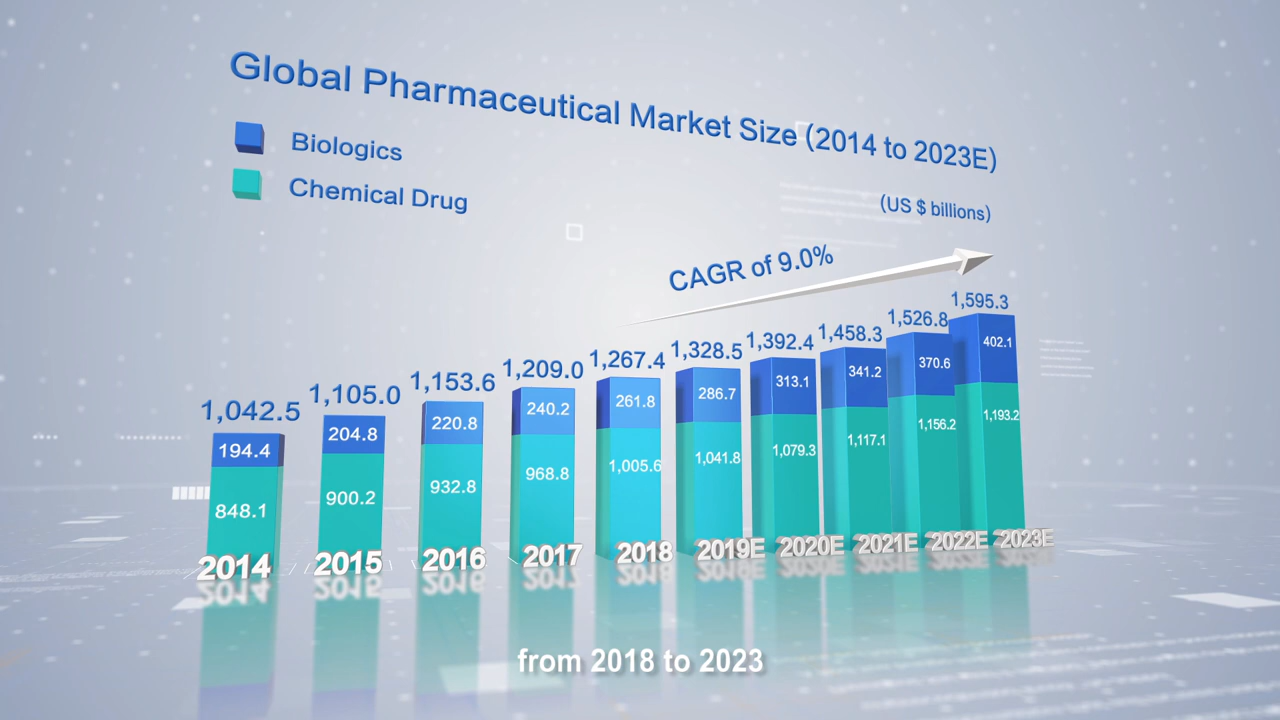 Global Pharmaceutical Market Size (2014 to 2023E)
Biologics
Chemical Drug
(US $ billions)
CAGR of 9.0%
1,042.5 1,105.0 1,153.6 1,209.0 1,267.4 1,328.5 1,392.4 1,458.3 1,526.8 1,595.3
194.4 204.8 220.8 240.2 261.8 286.7 313.1 341.2 370.6 402.1
848.1 900.2 932.8 968.8 1,005.6 1,041.8 1,079.3 1,117.1 1,156.2 1,193.2
2014 2015 2016 2017 2018 2019E 2020E 2021E 2022E 2023E
from 2018 to 2023